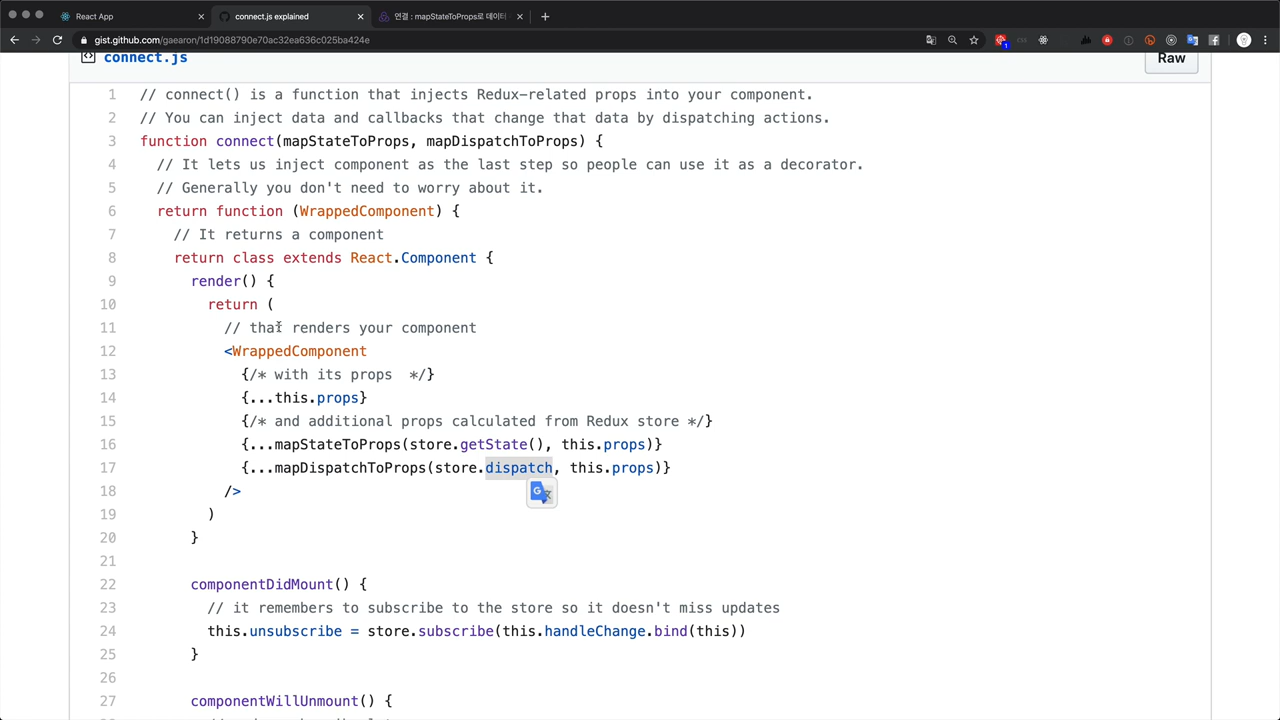 React App
connect.js explained
연결 : mapStateToProps로 데이터
gist.github.com/gaearon/1d19088790e70ac32ea636c025ba424e
connect.js
Raw
1 // connect() is a function that injects Redux-related props into your component.
2 // You can inject data and callbacks that change that data by dispatching actions.
3 function connect(mapStateToProps, mapDispatchToProps) {
4 // It lets us inject component as the last step so people can use it as a decorator.
5 // Generally you don't need to worry about it.
6 return function (WrappedComponent) {
7 // It returns a component
8 return class extends React.Component {
9 render() {
10 return (
11 // that renders your component
12 <WrappedComponent
13 {/* with its props  */}
14 {...this.props}
15 {/* and additional props calculated from Redux store */}
16 {...mapStateToProps(store.getState(), this.props)}
17 {...mapDispatchToProps(store.dispatch, this.props)}
18 />
19 )
20 }
21
22 componentDidMount() {
23 // it remembers to subscribe to the store so it doesn't miss updates
24 this.unsubscribe = store.subscribe(this.handleChange.bind(this))
25 }
26
27 componentWillUnmount() {